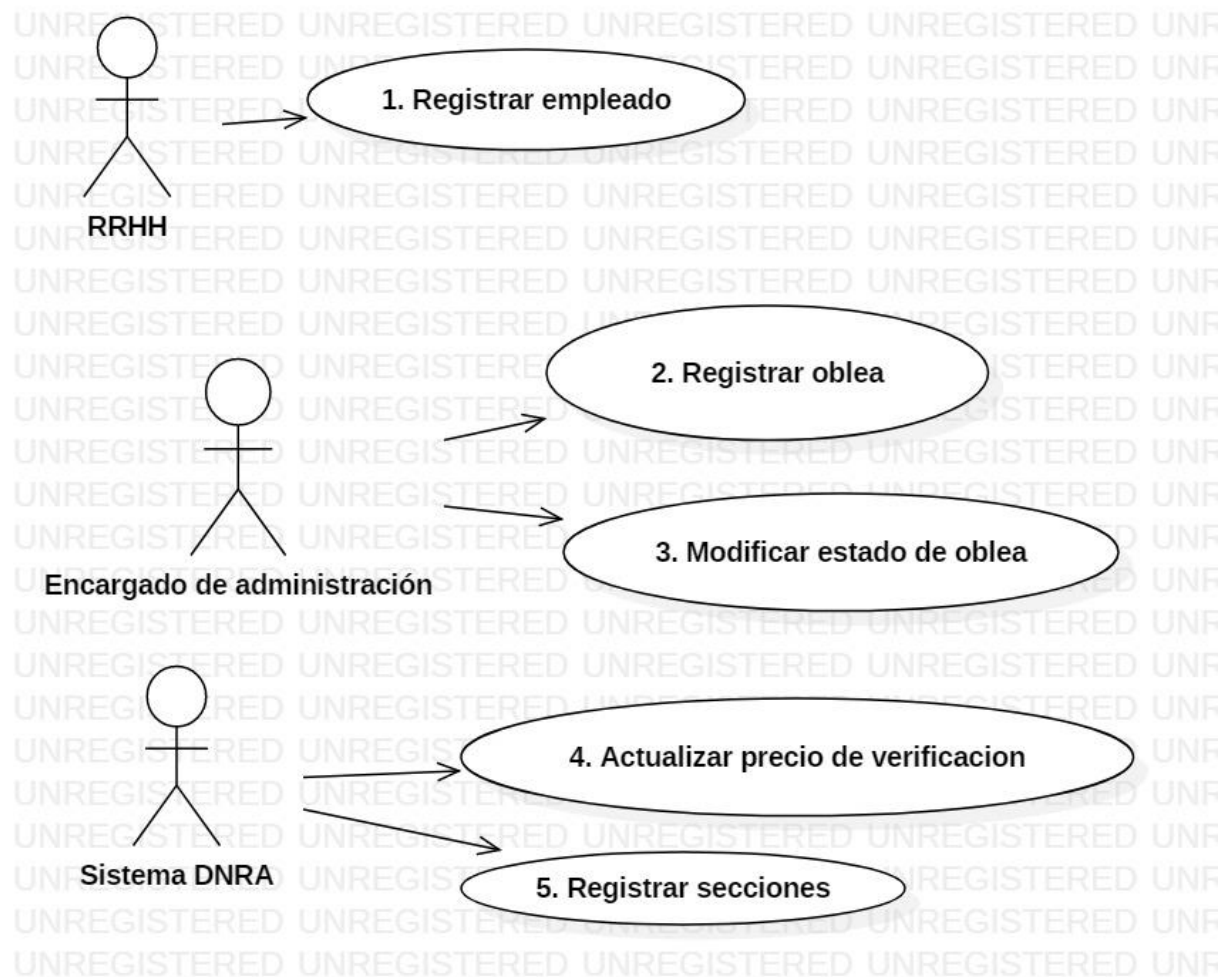 1. Registrar empleado
RRHH
2. Registrar oblea
3. Modificar estado de oblea
Encargado de administración
4. Actualizar precio de verificacion
Sistema DNRA
5. Registrar secciones
UNREGISTERED